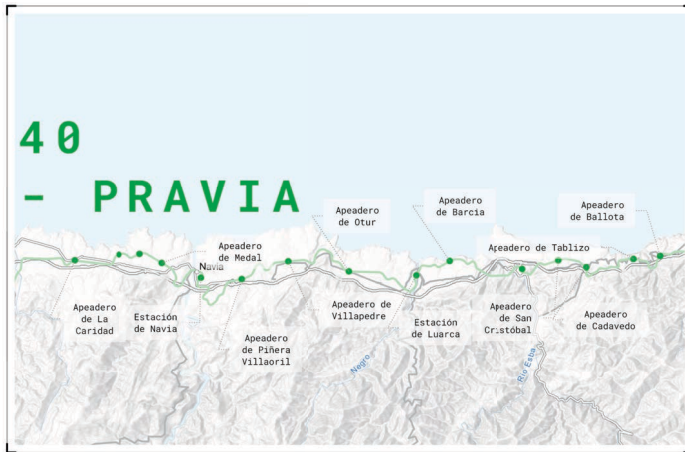 40
- PRAVIA
Apeadero
de Otur
Apeadero
de Barcia
Apeadero
de Ballota
Apeadero
de Medal
Navia
Apeadero de Tablizo
Apeadero
de La
Caridad
Estación
de Navia
Apeadero
de Piñera
Villaoril
Apeadero de
Villapedre
Estación
de Luarca
Apeadero
de San
Cristóbal
Apeadero
de Cadavedo
Negro
Río Esba